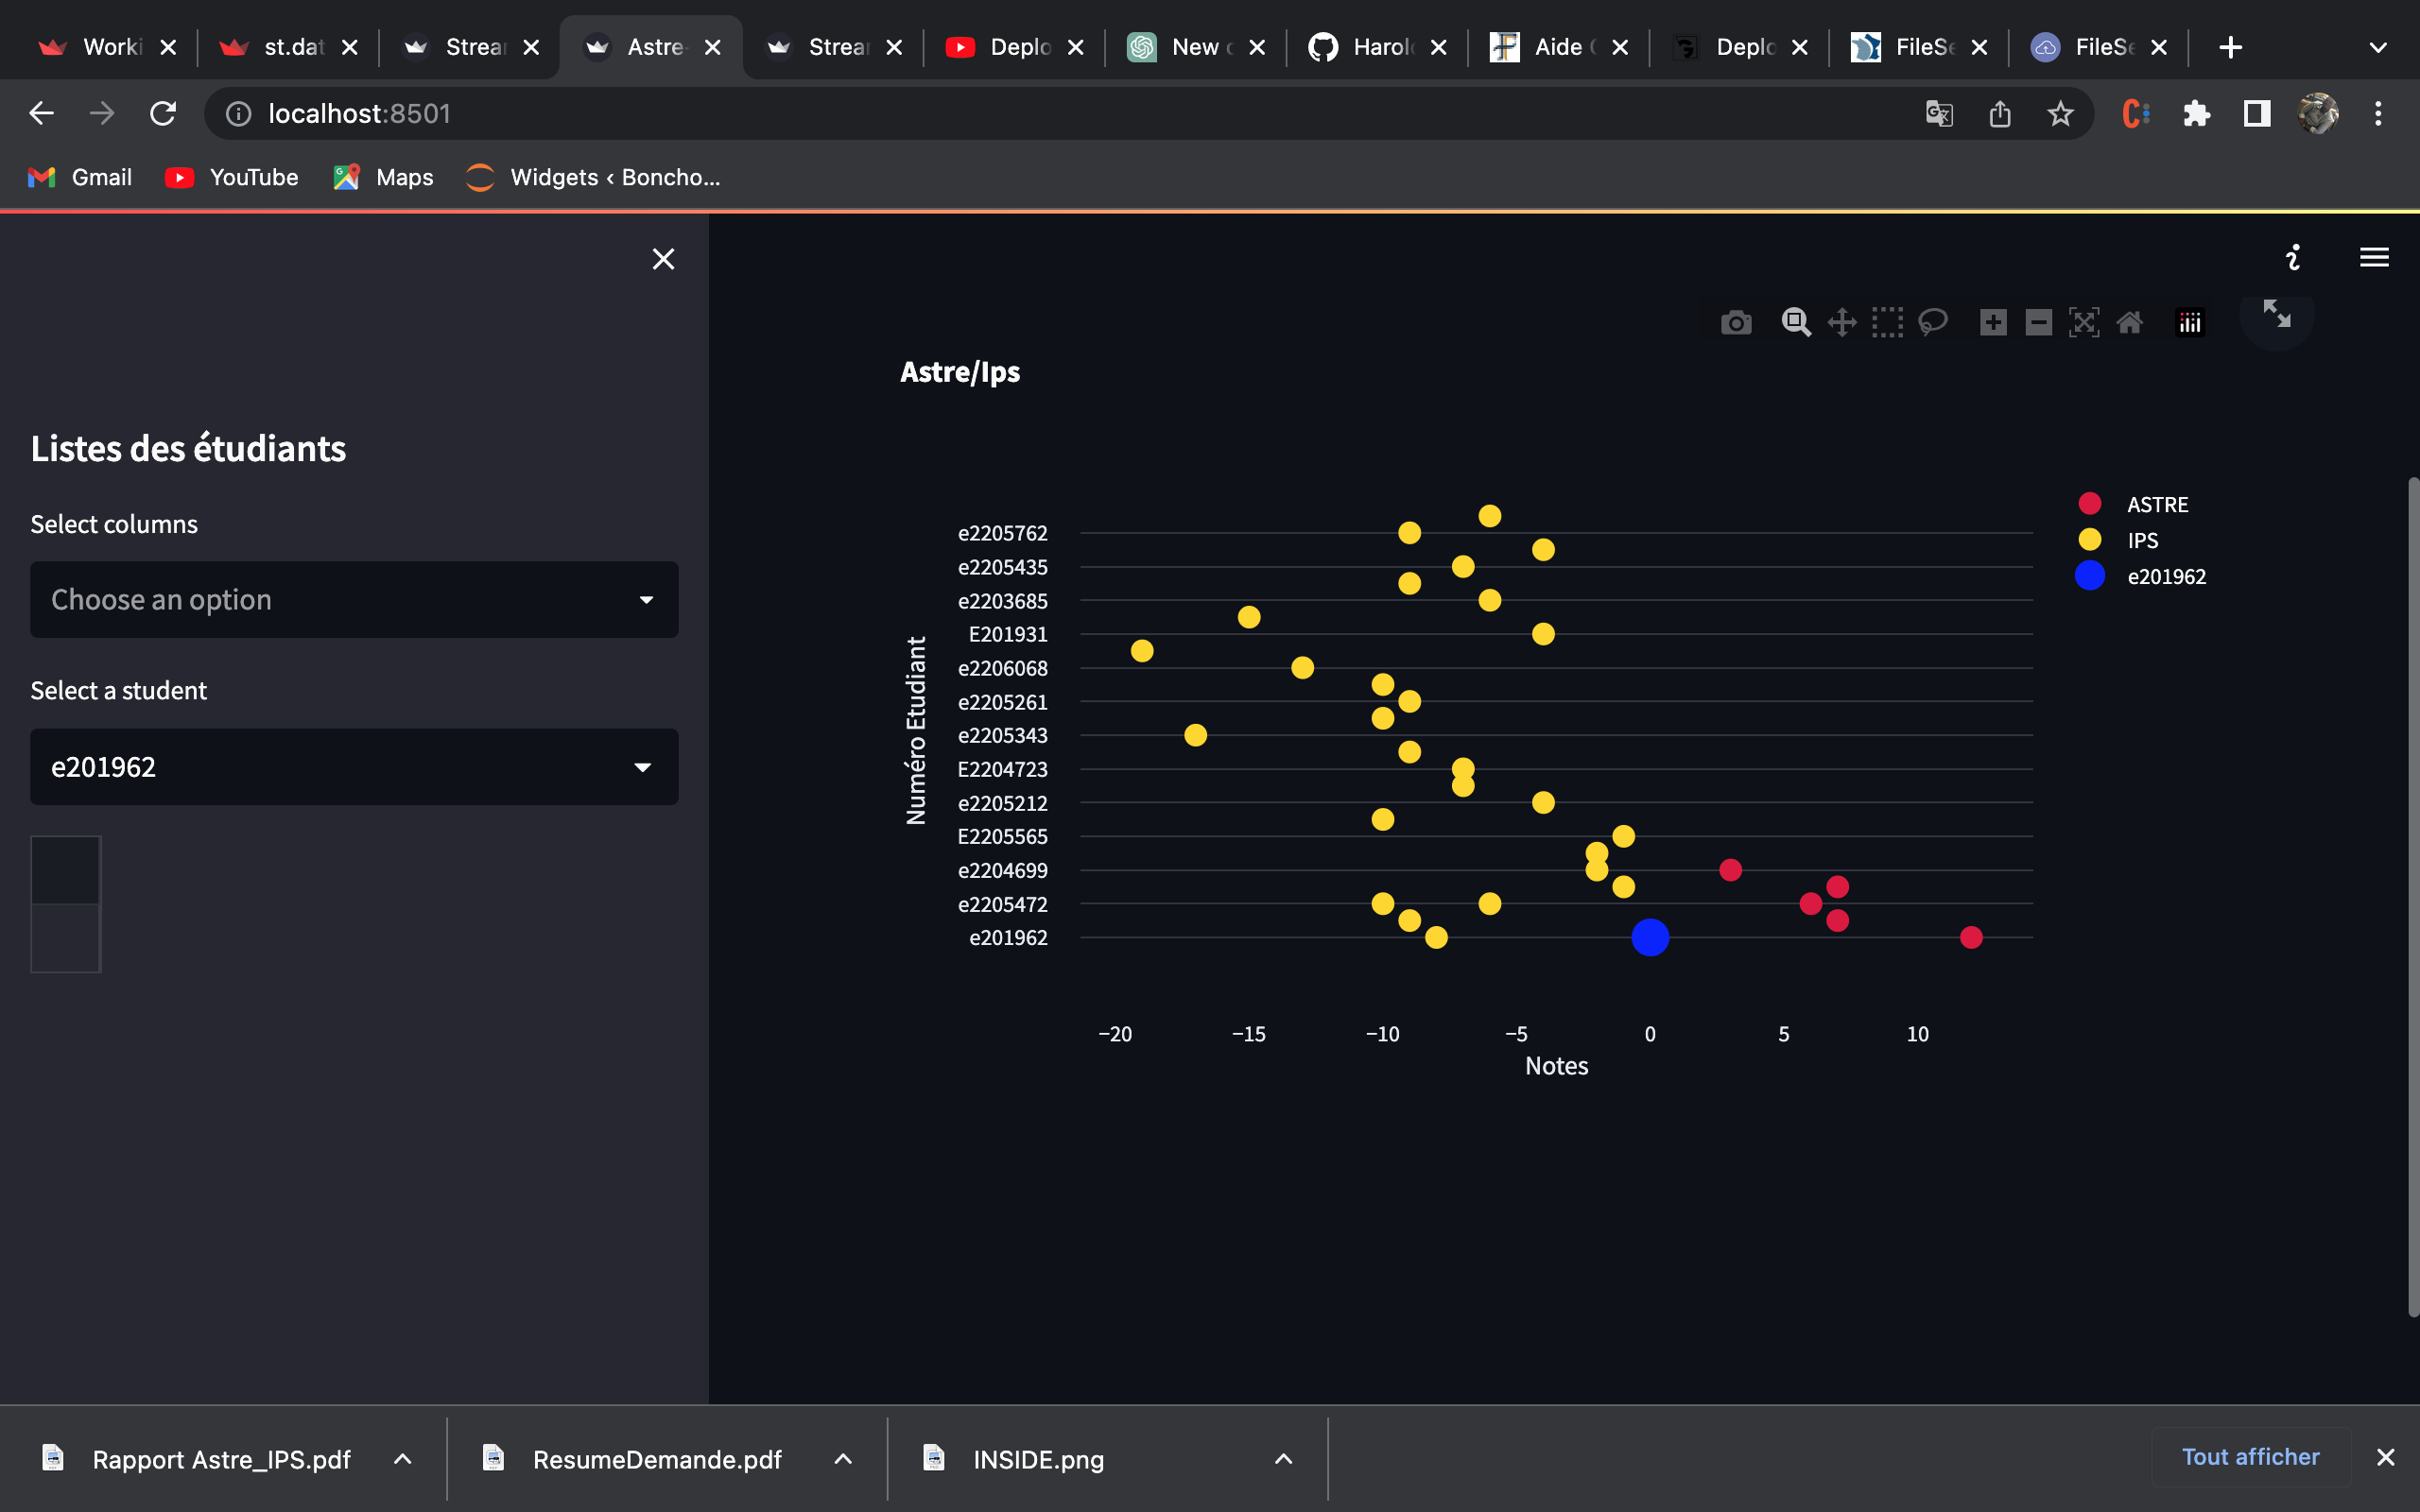 Worki
st.dat
Strear
Astre-
Strear
Deplo
New c
Harol
Aide
Deplo
FileSe
FileSe
localhost:8501
Gmail
YouTube
Maps
Widgets ‹ Boncho...
Listes des étudiants
Select columns
Choose an option
Select a student
e201962
Astre/Ips
Numéro Etudiant
e2205762
e2205435
e2203685
E201931
e2206068
e2205261
e2205343
E2204723
e2205212
E2205565
e2204699
e2205472
e201962
−20 −15 −10 −5 0 5 10
Notes
ASTRE
IPS
e201962
Rapport Astre_IPS.pdf
ResumeDemande.pdf
INSIDE.png
Tout afficher